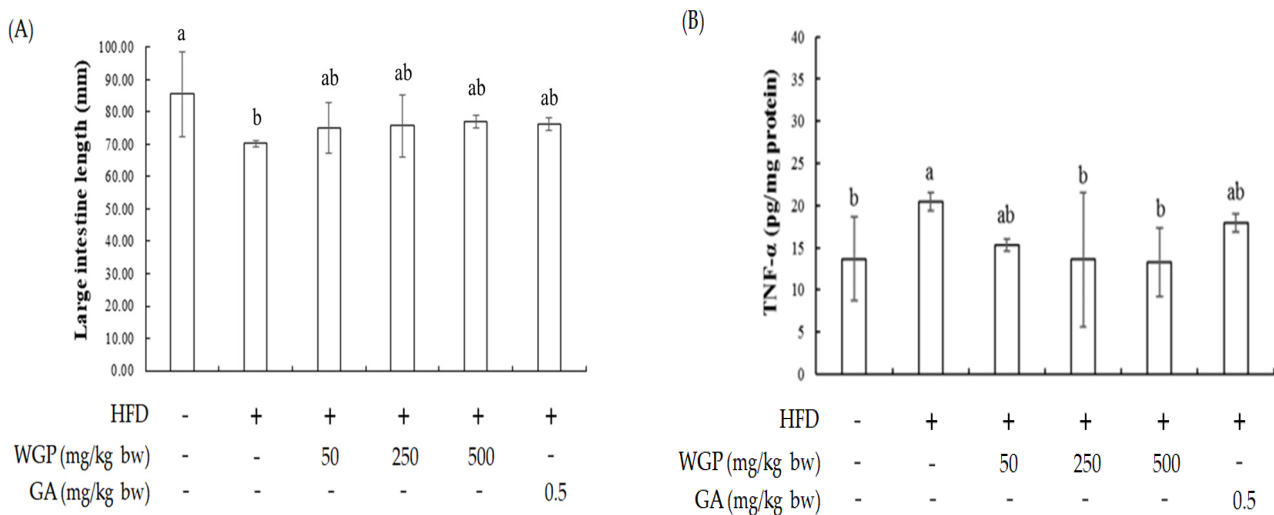 (A)
Large intestine length (mm)
100.00
90.00
80.00
70.00
60.00
50.00
40.00
30.00
20.00
10.00
0.00
a
b
ab
ab
ab
ab
HFD - + + + + +
WGP (mg/kg bw) - - 50 250 500 -
GA (mg/kg bw) - - - - - 0.5
(B)
TNF-α (pg/mg protein)
40
35
30
25
20
15
10
5
0
b
a
ab
b
b
ab
HFD - + + + + +
WGP (mg/kg bw) - - 50 250 500 -
GA (mg/kg bw) - - - - - 0.5